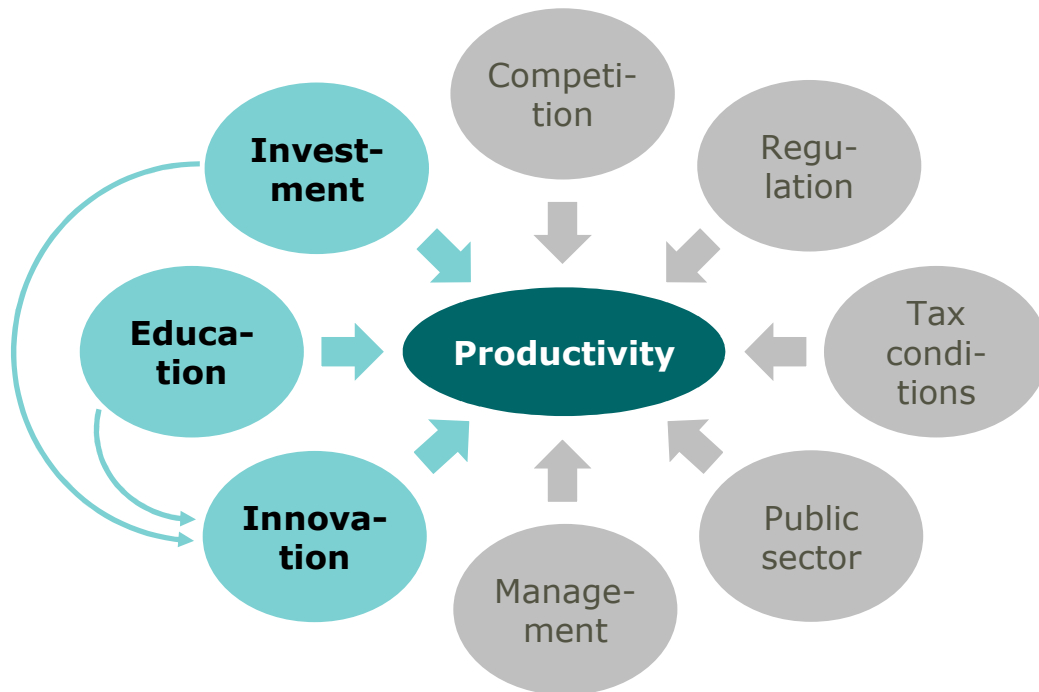 Competi-
tion
Invest-
ment
Regu-
lation
Educa-
tion
Productivity
Tax
condi-
tions
Innova-
tion
Public
sector
Manage-
ment